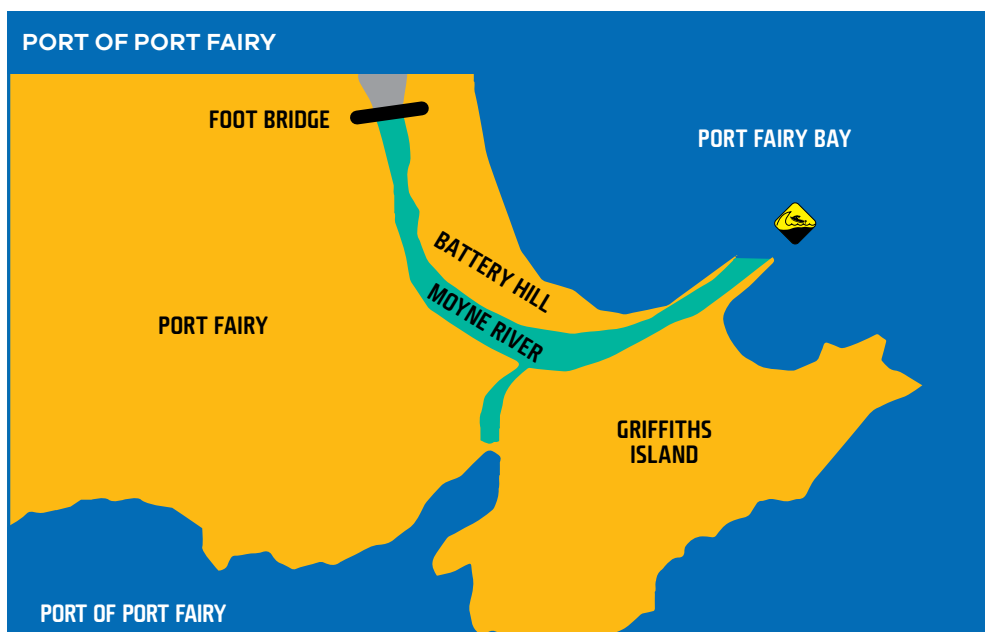 PORT OF PORT FAIRY
FOOT BRIDGE
PORT FAIRY BAY
BATTERY HILL
MOYNE RIVER
PORT FAIRY
GRIFFITHS
ISLAND
PORT OF PORT FAIRY